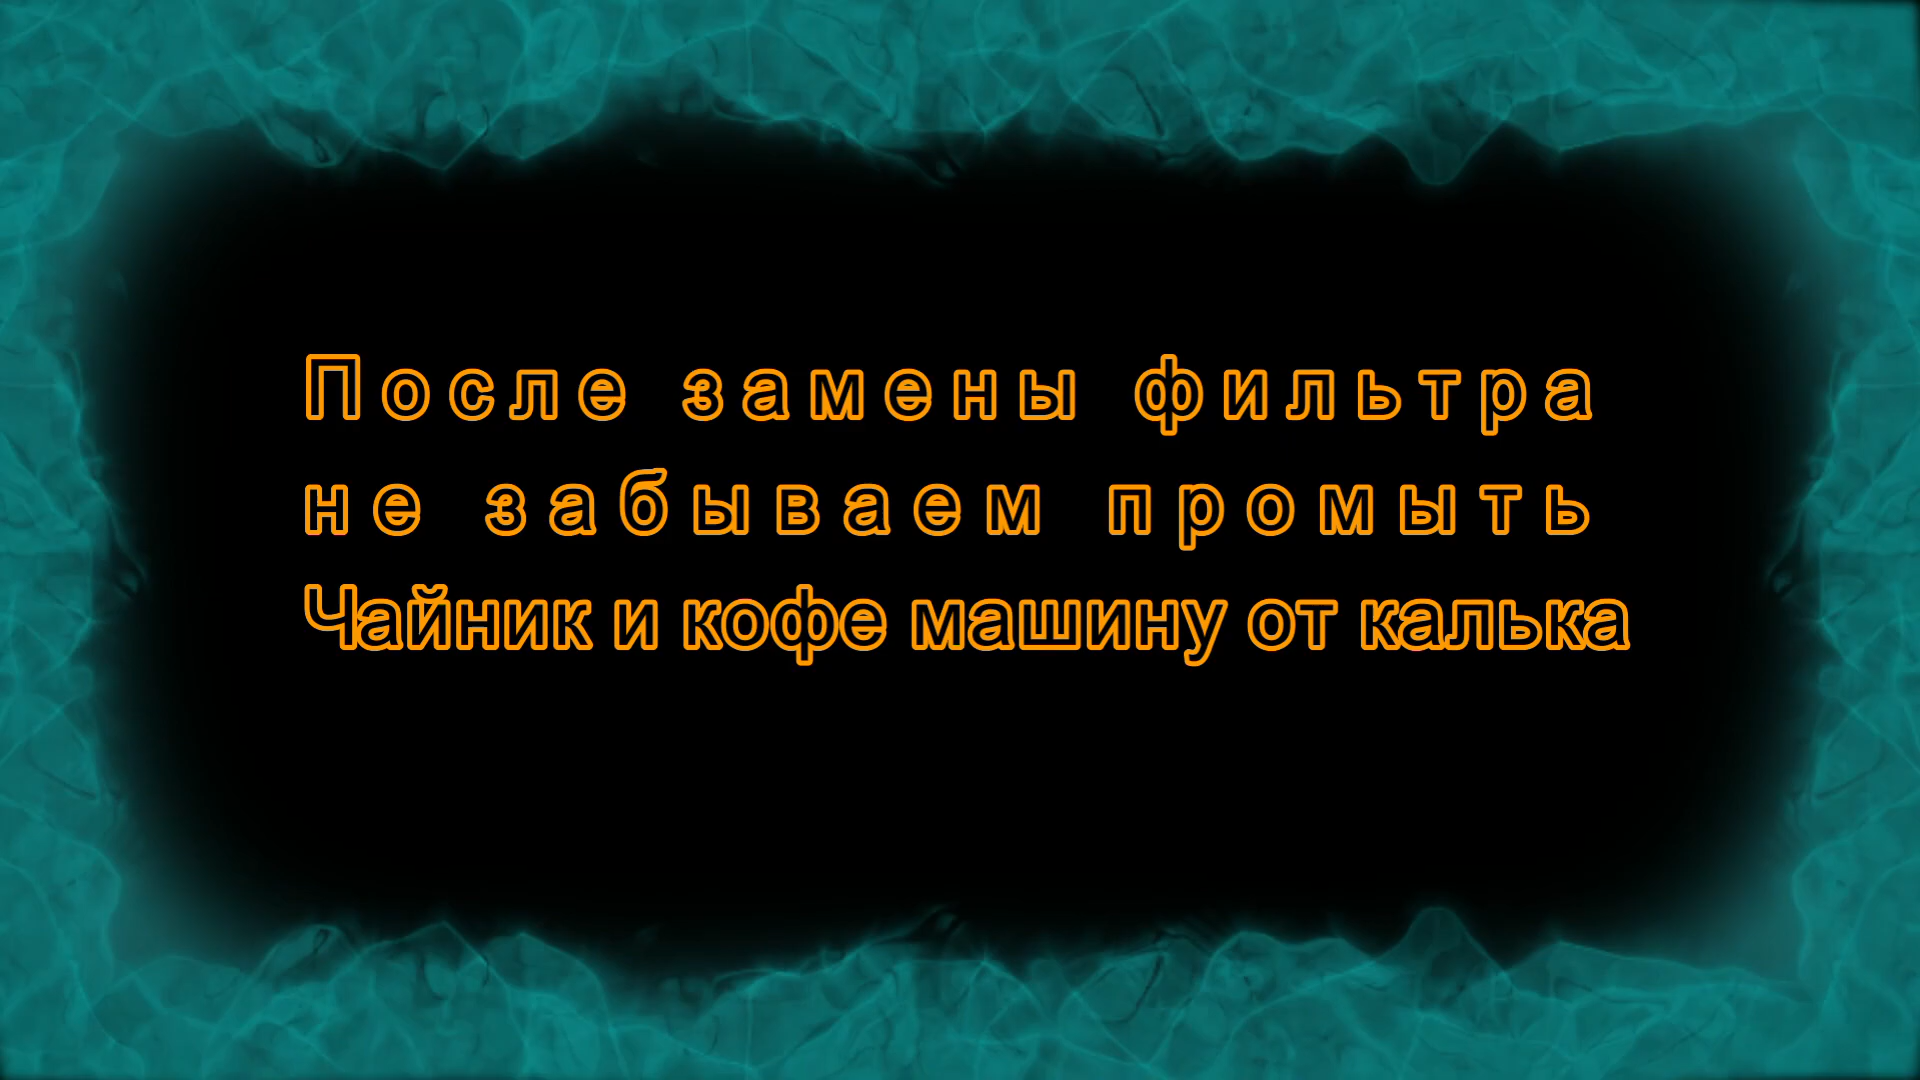 После замены фильтра
не забываем промыть
Чайник и кофе машину от калька